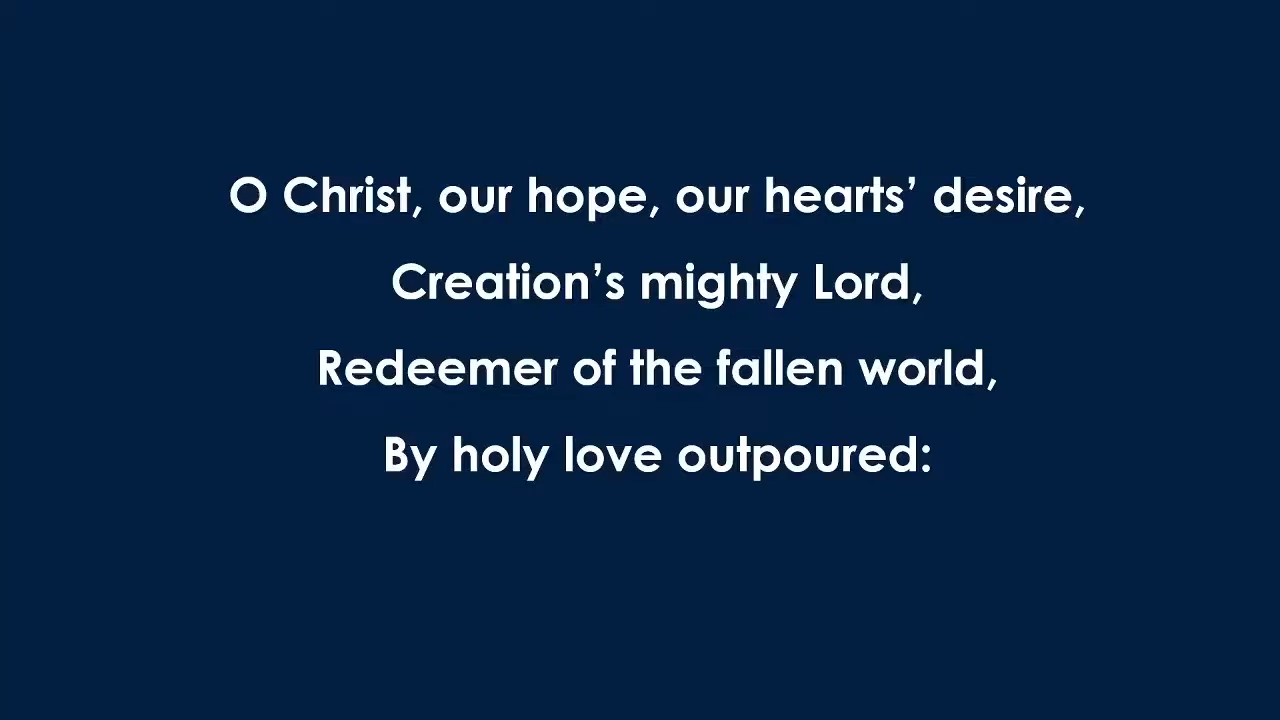 O Christ, our hope, our hearts’ desire,
Creation’s mighty Lord,
Redeemer of the fallen world,
By holy love outpoured: